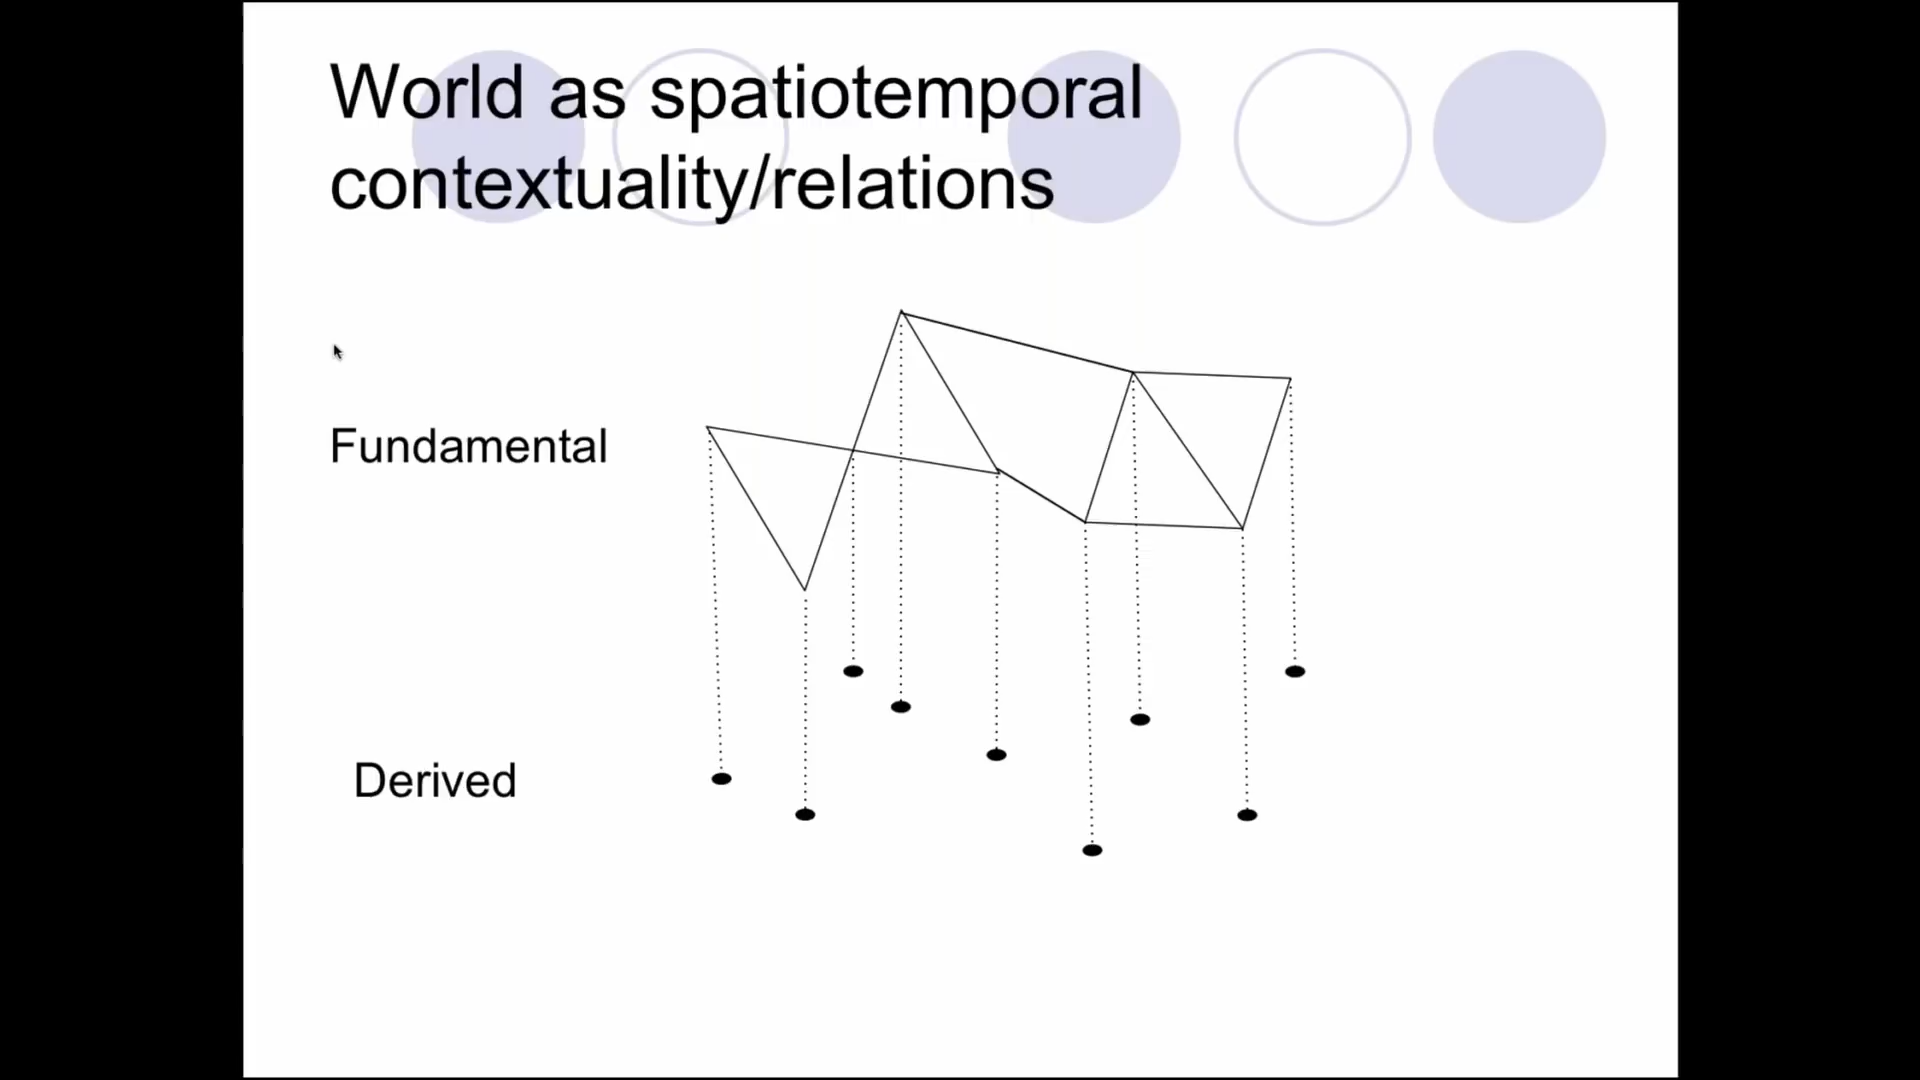 World as spatiotemporal
contextuality/relations
Fundamental
Derived